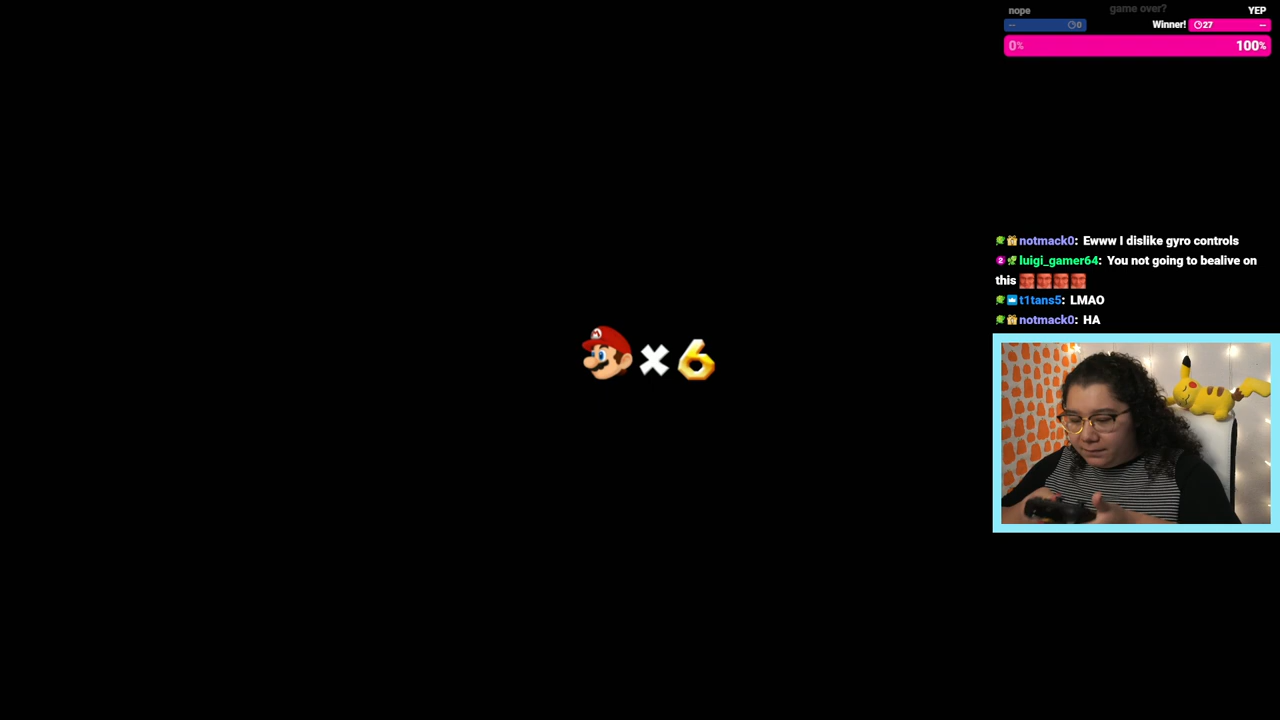 game over?
nope
YEP
--
0
Winner!
27
--
0%
100%
notmack0: Ewww I dislike gyro controls
luigi_gamer64: You not going to bealive on
this
t1tans5: LMAO
notmack0: HA
×6